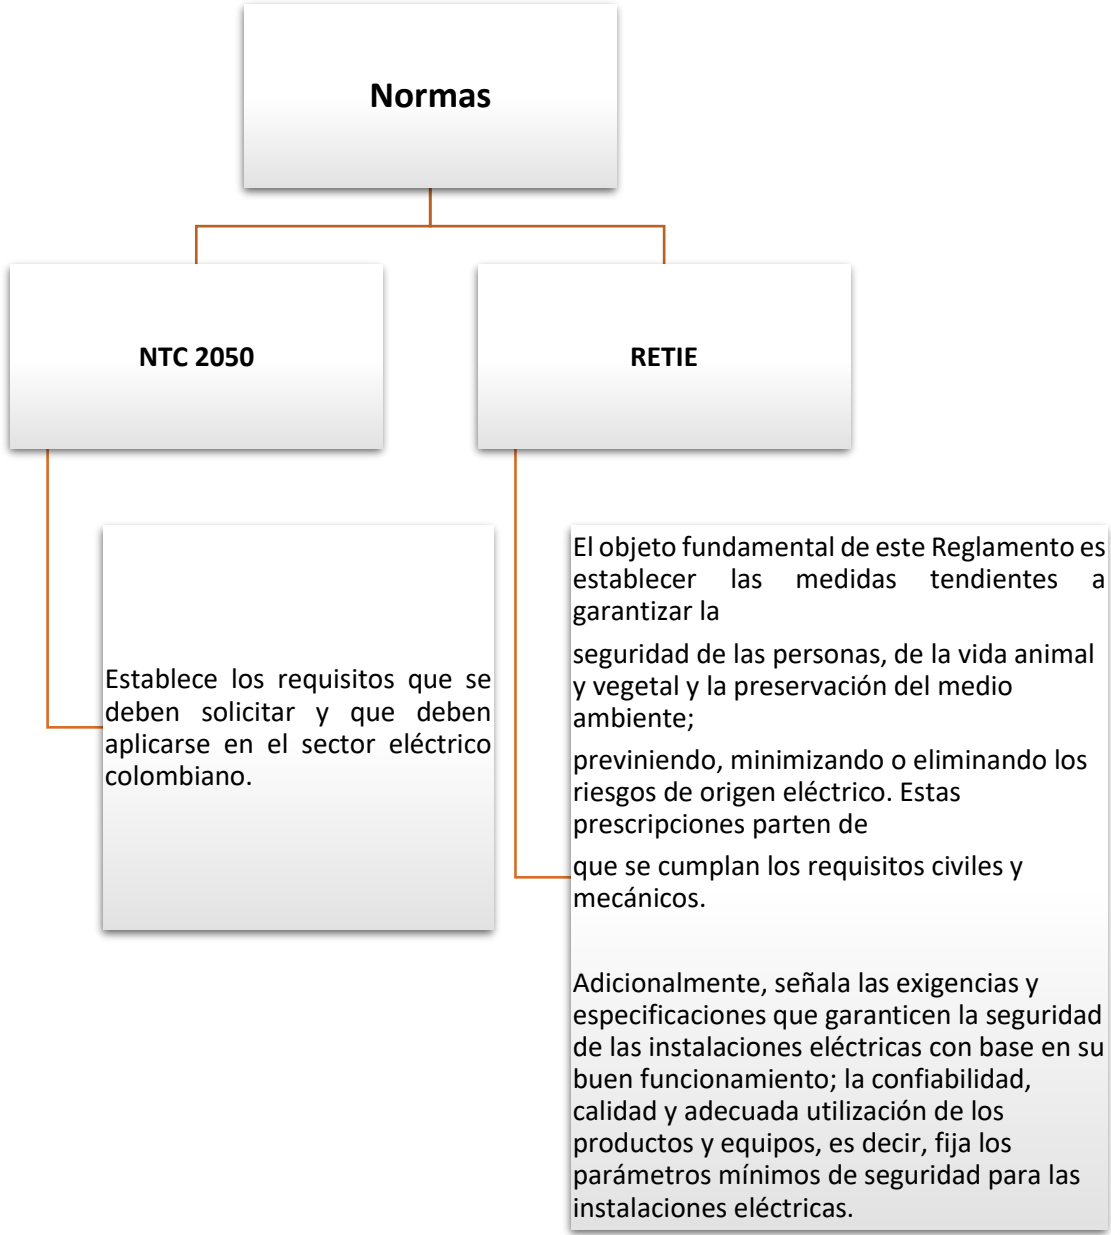 Normas
NTC 2050
RETIE
Establece los requisitos que se
deben solicitar y que deben
aplicarse en el sector eléctrico
colombiano.
El objeto fundamental de este Reglamento es
establecer las medidas tendientes a
garantizar la
seguridad de las personas, de la vida animal
y vegetal y la preservación del medio
ambiente;
previniendo, minimizando o eliminando los
riesgos de origen eléctrico. Estas
prescripciones parten de
que se cumplan los requisitos civiles y
mecánicos.
Adicionalmente, señala las exigencias y
especificaciones que garanticen la seguridad
de las instalaciones eléctricas con base en su
buen funcionamiento; la confiabilidad,
calidad y adecuada utilización de los
productos y equipos, es decir, fija los
parámetros mínimos de seguridad para las
instalaciones eléctricas.